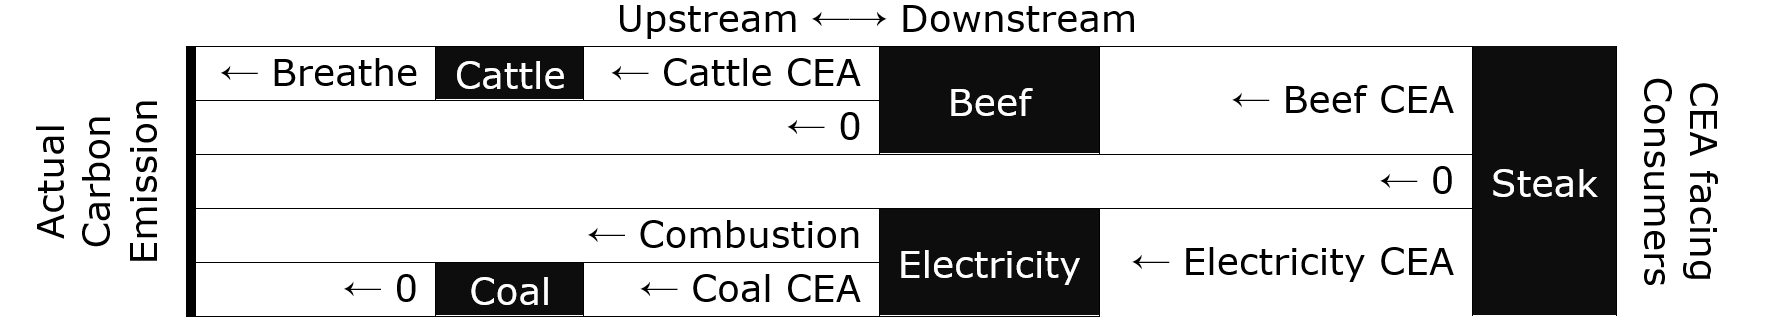 Upstream ←→ Downstream
Actual
Carbon
Emission
← Breathe
Cattle
← Cattle CEA
Beef
← Beef CEA
← 0
← 0
Steak
← Combustion
Electricity
← Electricity CEA
← 0
Coal
← Coal CEA
CEA facing
Consumers